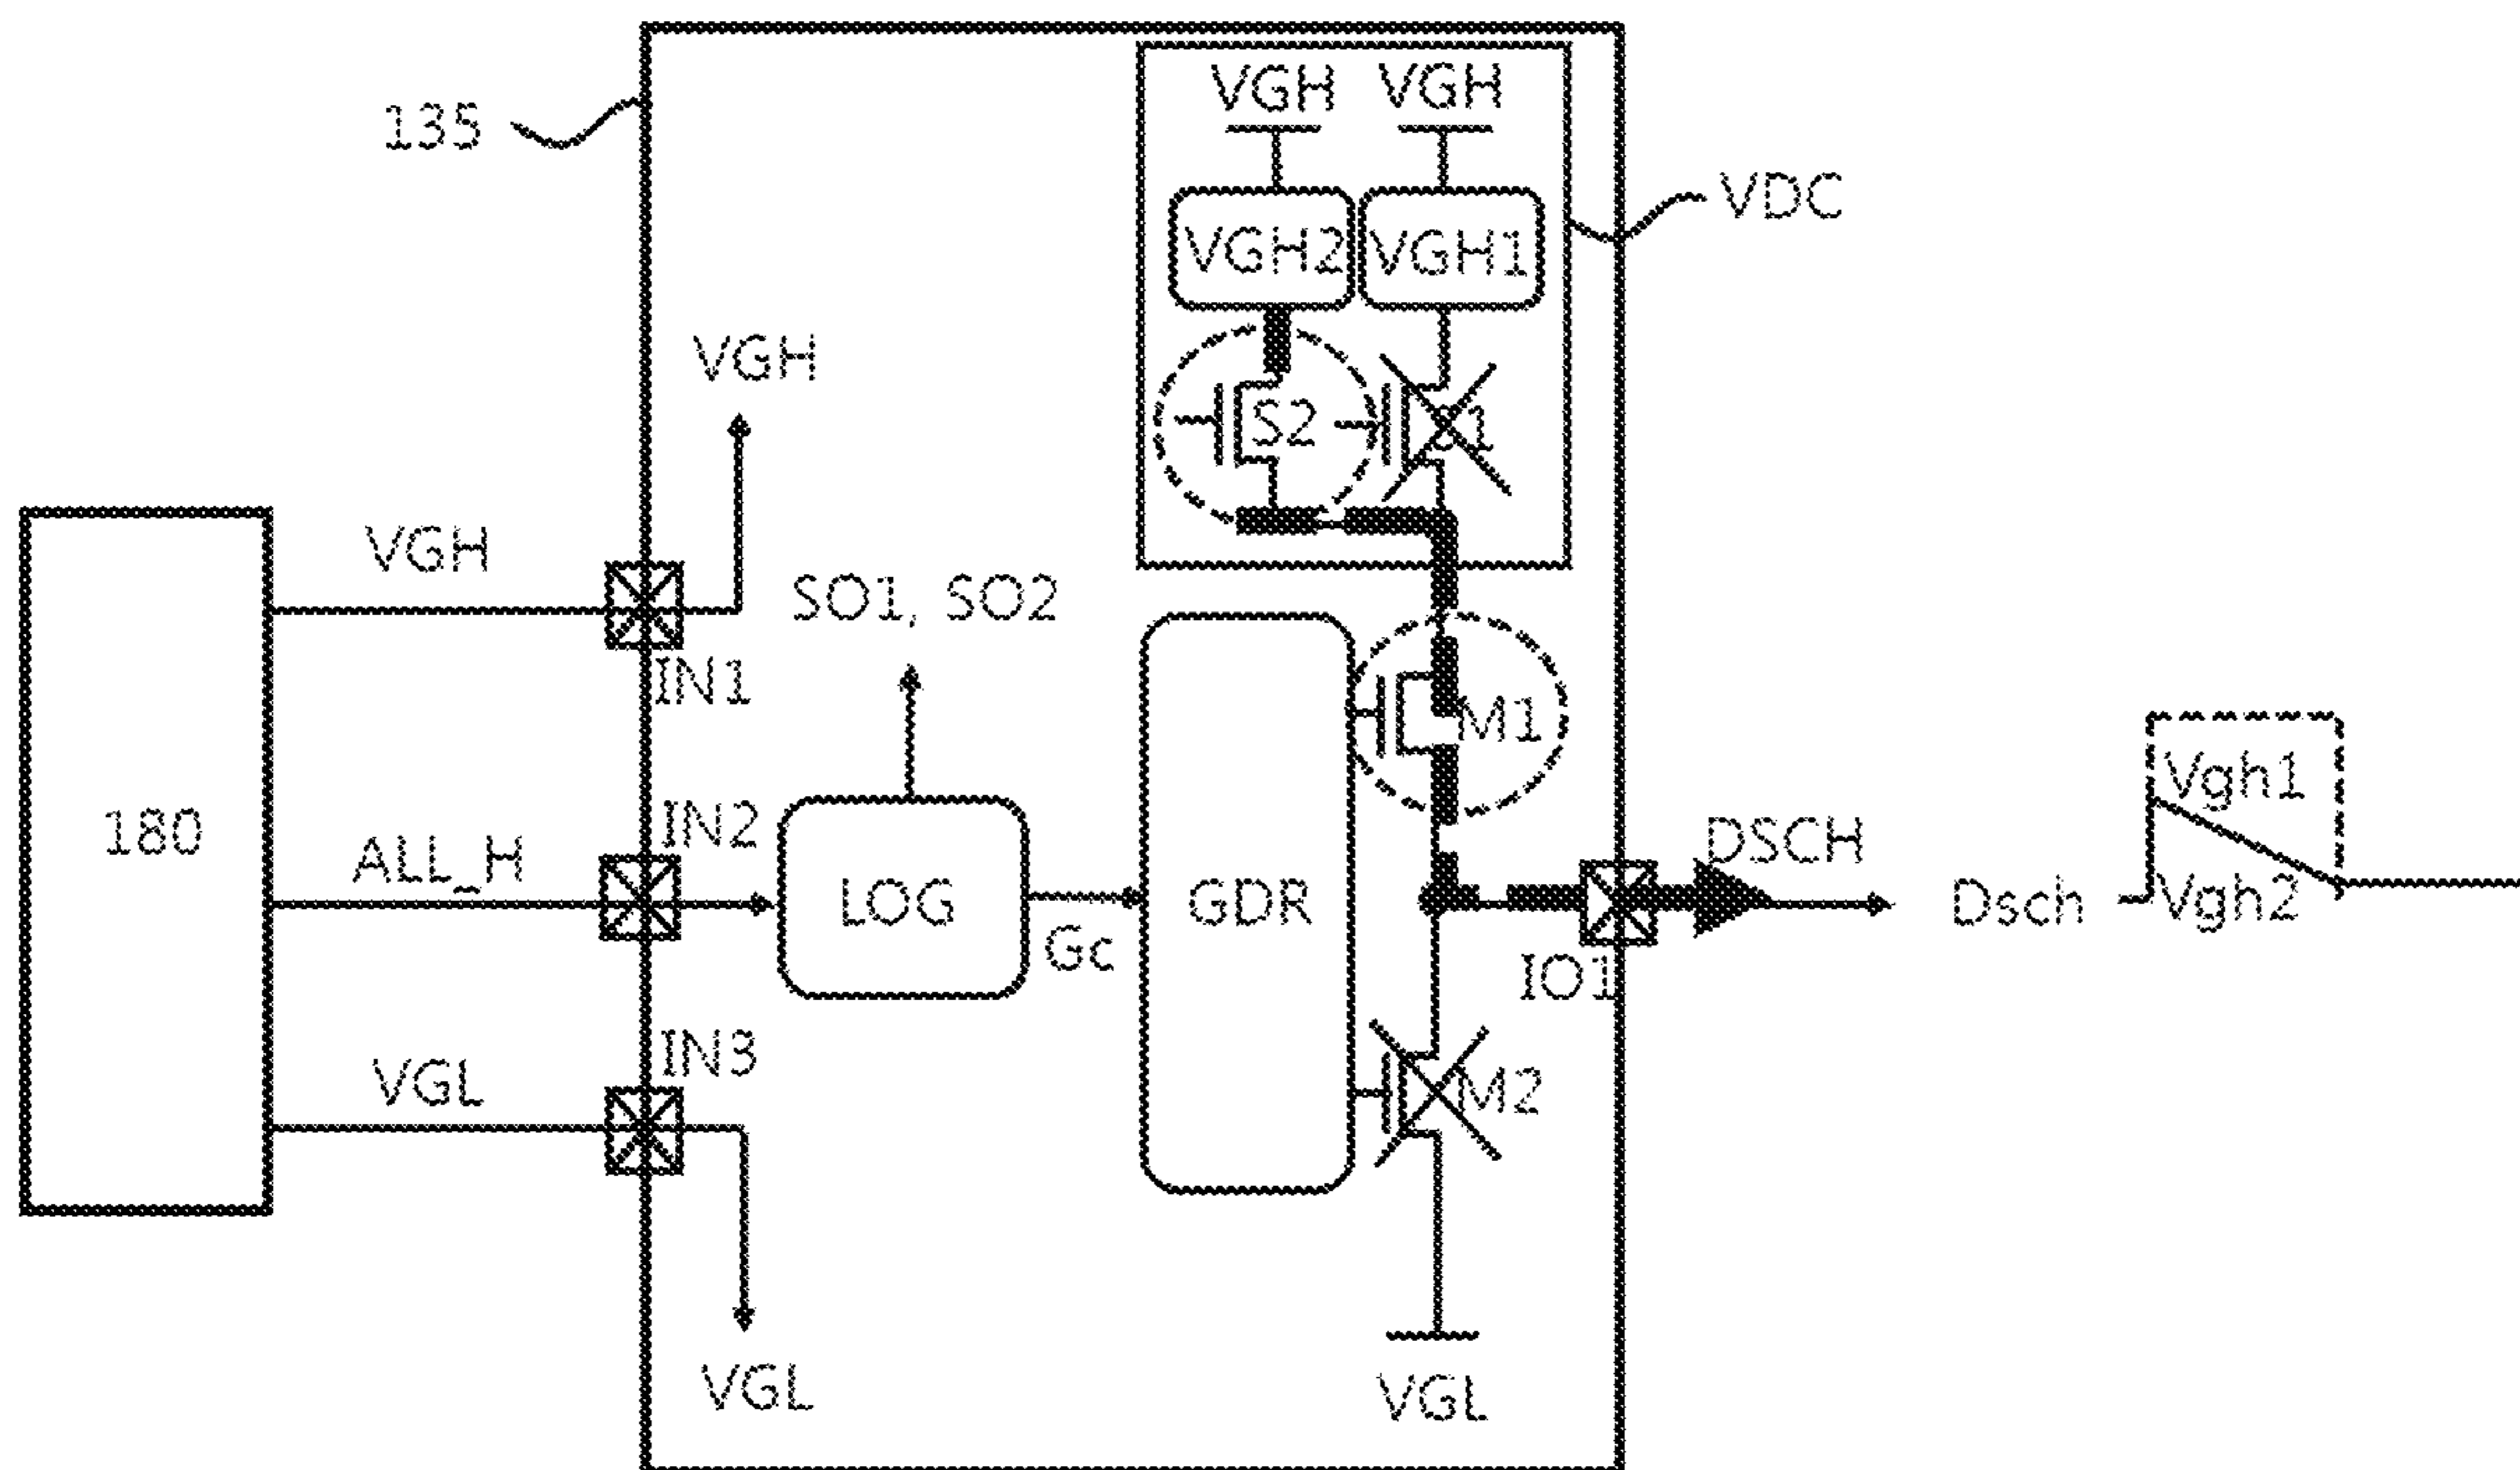 VGH VGH
135
VDC
VGH2 VGH1
VGH
S2
VGH
SO1, SO2
IN1
M1
Vgh1
180
IN2
ALL_H
DSCH
LOG
GDR
Dsch
Vgh2
Gc
IO1
IN3
VGL
M2
VGL
VGL